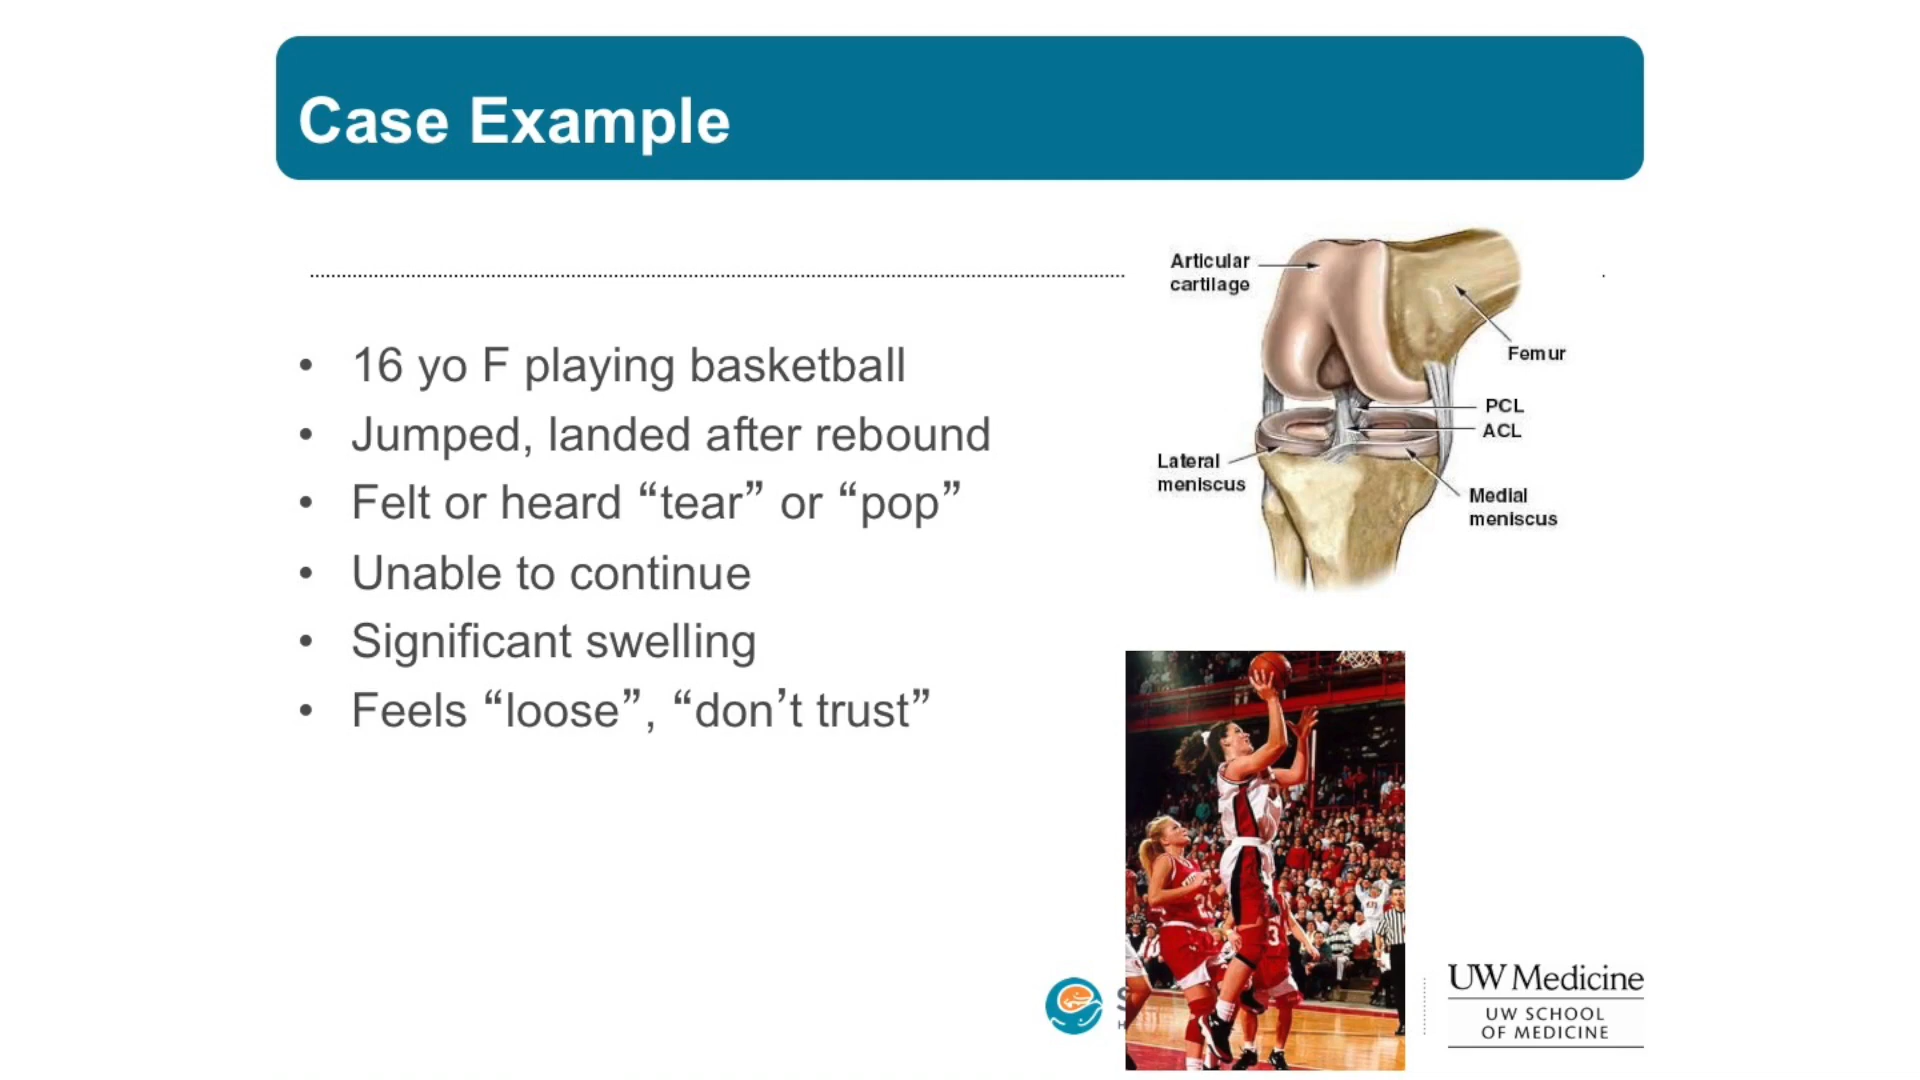 Case Example
• 16 yo F playing basketball
• Jumped, landed after rebound
• Felt or heard “tear” or “pop”
• Unable to continue
• Significant swelling
• Feels “loose”, “don’t trust”
Articular
cartilage
Femur
PCL
ACL
Lateral
meniscus
Medial
meniscus
UW Medicine
UW SCHOOL
OF MEDICINE